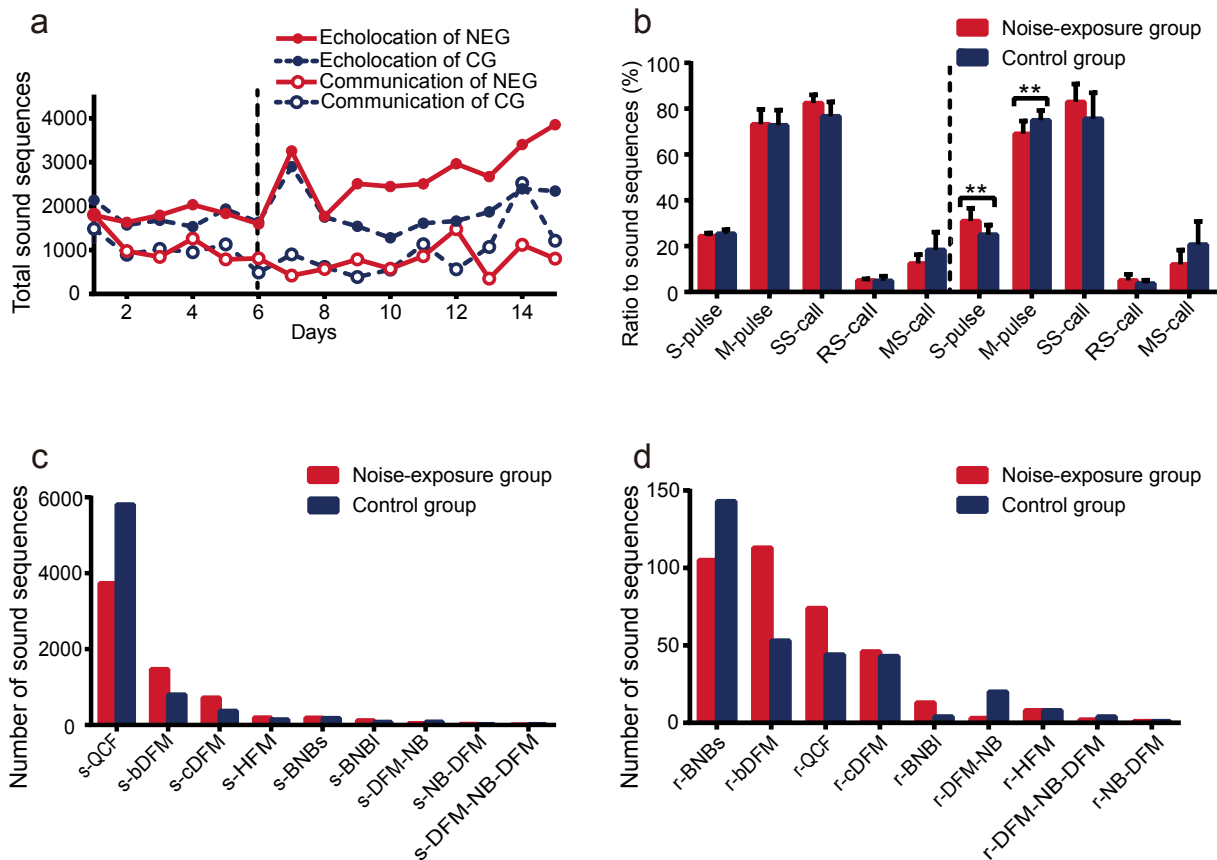 a
Echolocation of NEG
Echolocation of CG
Communication of NEG
Communication of CG
Total sound sequences
4000
3000
2000
1000
0
2 4 6 8 10 12 14
Days
b
Noise-exposure group
Control group
Ratio to sound sequences (%)
100
80
60
40
20
0
**
**
S-pulse
M-pulse
SS-call
RS-call
MS-call
S-pulse
M-pulse
SS-call
RS-call
MS-call
c
Noise-exposure group
Control group
Number of sound sequences
6000
4000
2000
0
s-QCF
s-bDFM
s-cDFM
s-HFM
s-BNBs
s-BNBl
s-DFM-NB
s-NB-DFM
s-DFM-NB-DFM
d
Noise-exposure group
Control group
Number of sound sequences
150
100
50
0
r-BNBs
r-bDFM
r-QCF
r-cDFM
r-BNBl
r-DFM-NB
r-HFM
r-DFM-NB-DFM
r-NB-DFM